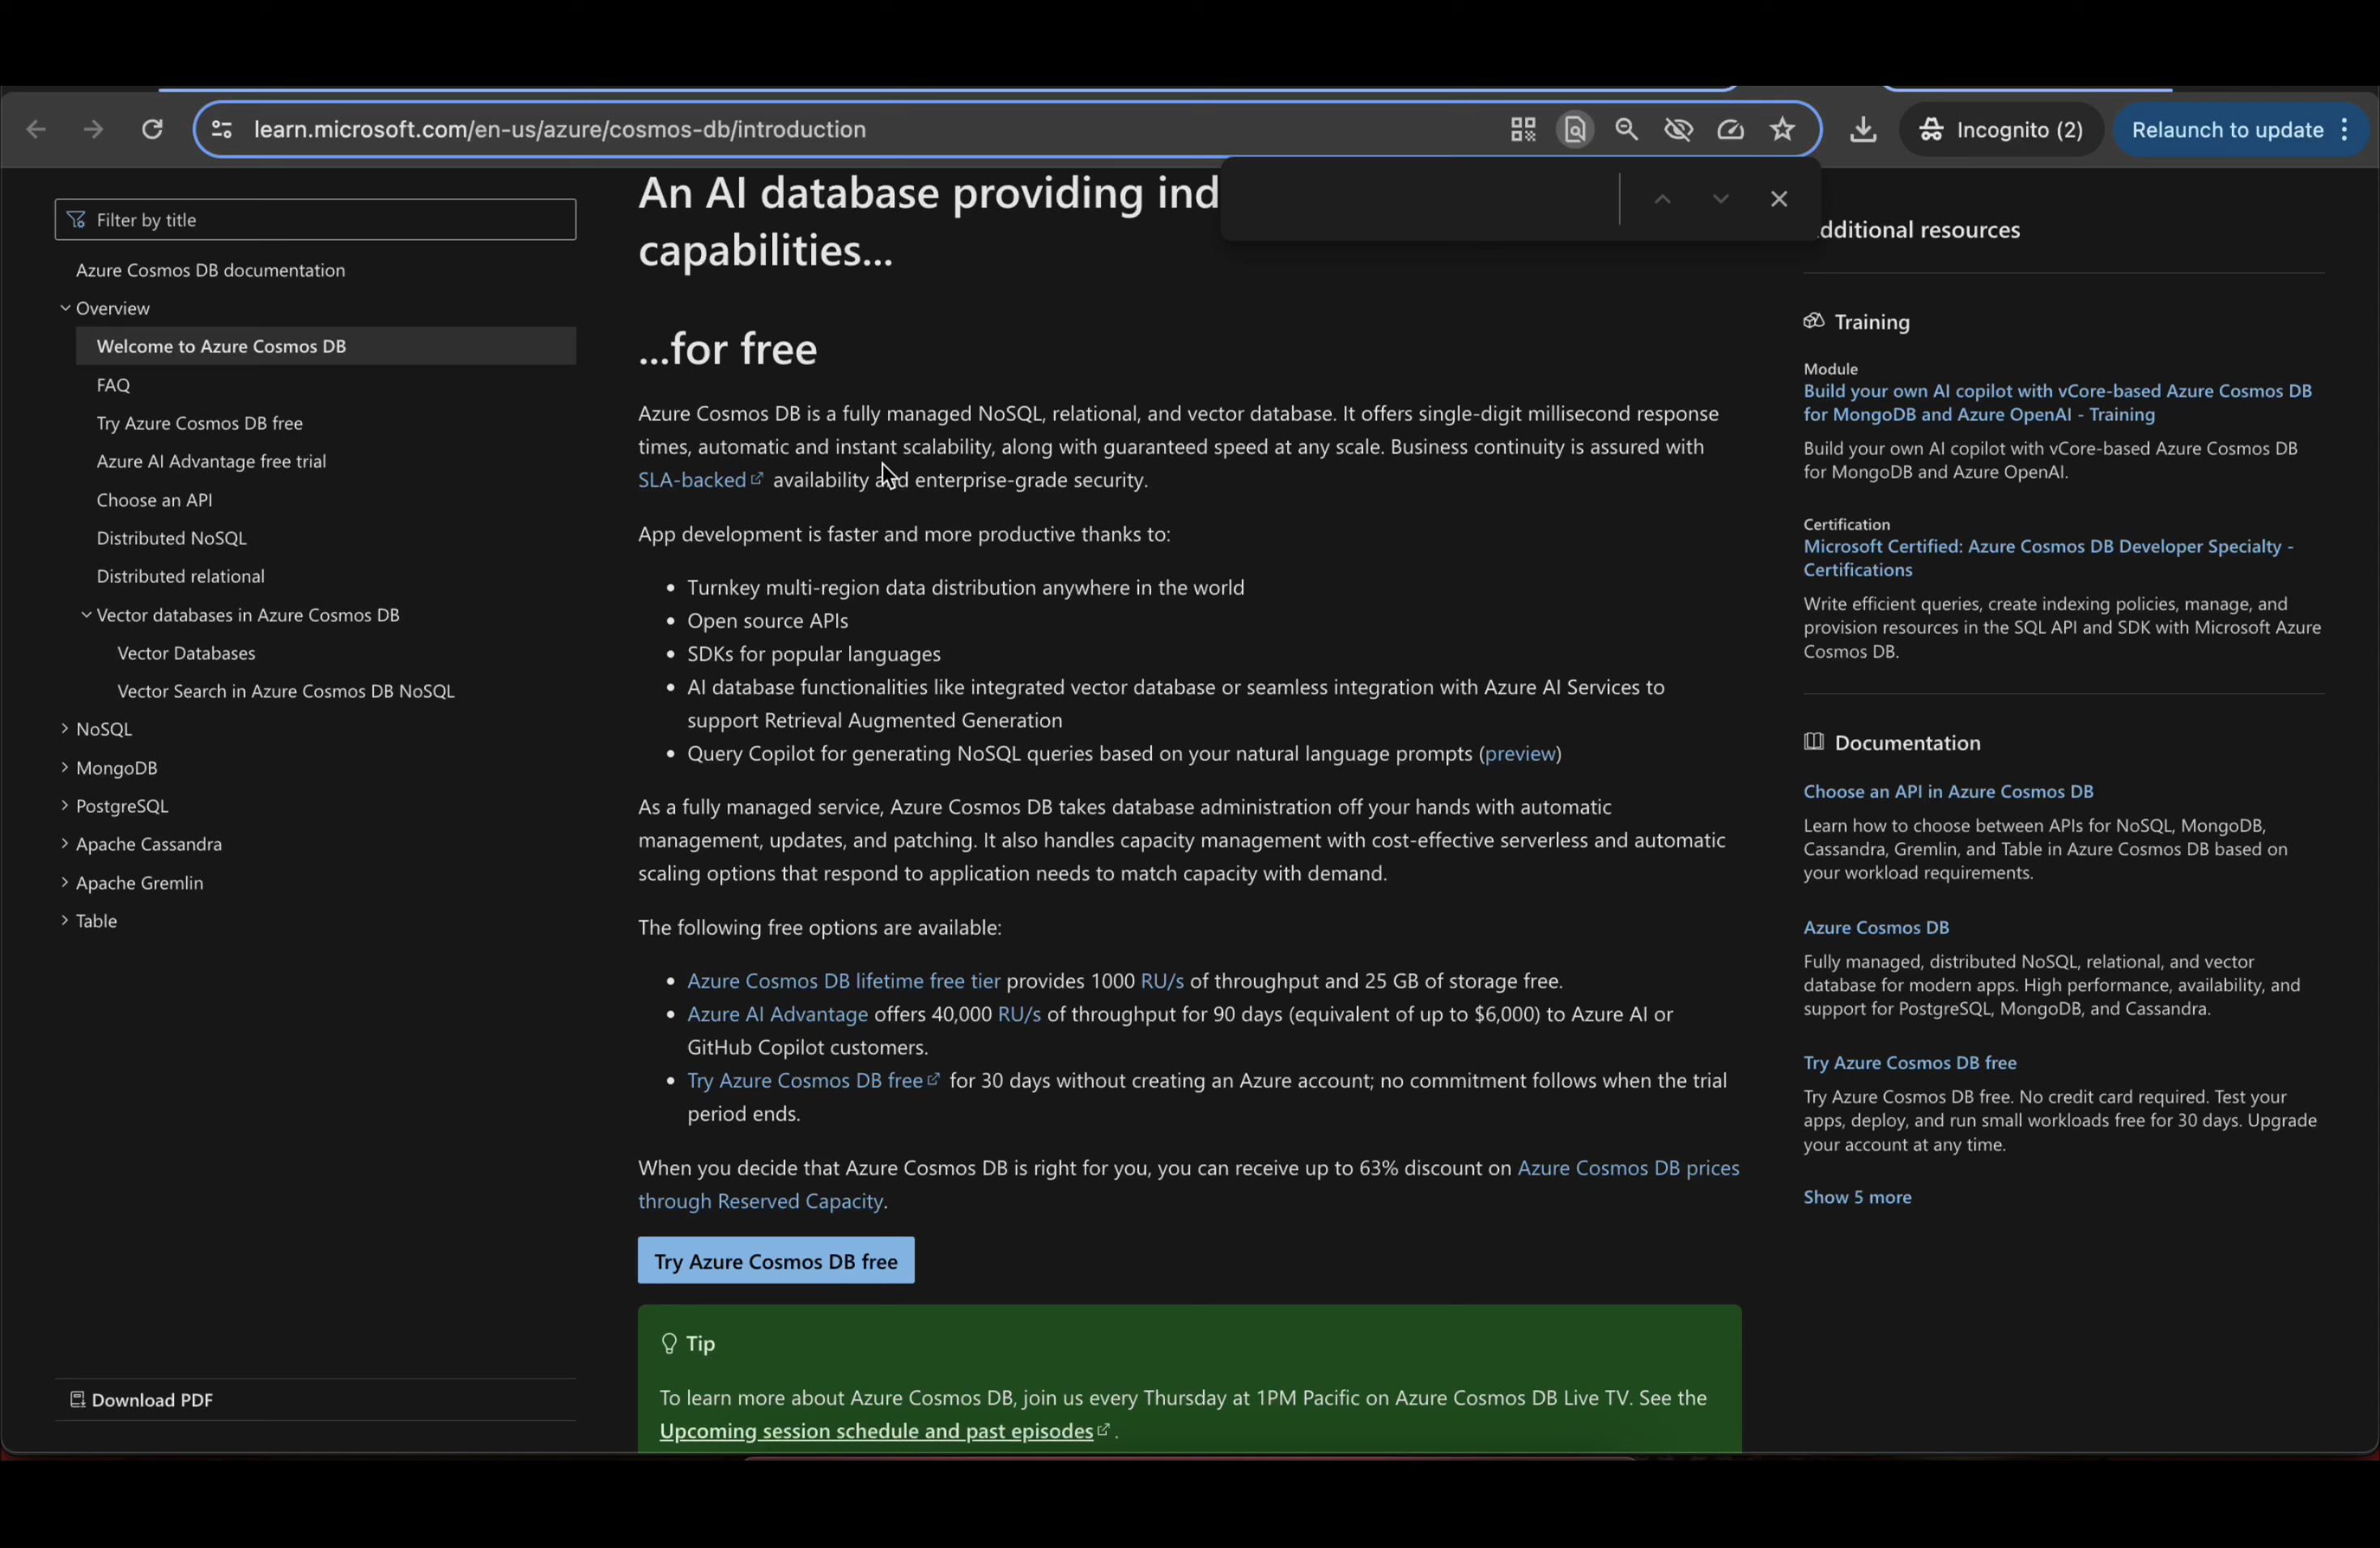 learn.microsoft.com/en-us/azure/cosmos-db/introduction
Incognito (2)
Relaunch to update
Filter by title
Azure Cosmos DB documentation
Overview
Welcome to Azure Cosmos DB
FAQ
Try Azure Cosmos DB free
Azure AI Advantage free trial
Choose an API
Distributed NoSQL
Distributed relational
Vector databases in Azure Cosmos DB
Vector Databases
Vector Search in Azure Cosmos DB NoSQL
NoSQL
MongoDB
PostgreSQL
Apache Cassandra
Apache Gremlin
Table
Download PDF
An AI database providing ind
capabilities...
...for free
Azure Cosmos DB is a fully managed NoSQL, relational, and vector database. It offers single-digit millisecond response
times, automatic and instant scalability, along with guaranteed speed at any scale. Business continuity is assured with
SLA-backed availability and enterprise-grade security.
App development is faster and more productive thanks to:
• Turnkey multi-region data distribution anywhere in the world
• Open source APIs
• SDKs for popular languages
• AI database functionalities like integrated vector database or seamless integration with Azure AI Services to
support Retrieval Augmented Generation
• Query Copilot for generating NoSQL queries based on your natural language prompts (preview)
As a fully managed service, Azure Cosmos DB takes database administration off your hands with automatic
management, updates, and patching. It also handles capacity management with cost-effective serverless and automatic
scaling options that respond to application needs to match capacity with demand.
The following free options are available:
• Azure Cosmos DB lifetime free tier provides 1000 RU/s of throughput and 25 GB of storage free.
• Azure AI Advantage offers 40,000 RU/s of throughput for 90 days (equivalent of up to $6,000) to Azure AI or
GitHub Copilot customers.
• Try Azure Cosmos DB free for 30 days without creating an Azure account; no commitment follows when the trial
period ends.
When you decide that Azure Cosmos DB is right for you, you can receive up to 63% discount on Azure Cosmos DB prices
through Reserved Capacity.
Try Azure Cosmos DB free
Tip
To learn more about Azure Cosmos DB, join us every Thursday at 1PM Pacific on Azure Cosmos DB Live TV. See the
Upcoming session schedule and past episodes.
dditional resources
Training
Module
Build your own AI copilot with vCore-based Azure Cosmos DB
for MongoDB and Azure OpenAI - Training
Build your own AI copilot with vCore-based Azure Cosmos DB
for MongoDB and Azure OpenAI.
Certification
Microsoft Certified: Azure Cosmos DB Developer Specialty -
Certifications
Write efficient queries, create indexing policies, manage, and
provision resources in the SQL API and SDK with Microsoft Azure
Cosmos DB.
Documentation
Choose an API in Azure Cosmos DB
Learn how to choose between APIs for NoSQL, MongoDB,
Cassandra, Gremlin, and Table in Azure Cosmos DB based on
your workload requirements.
Azure Cosmos DB
Fully managed, distributed NoSQL, relational, and vector
database for modern apps. High performance, availability, and
support for PostgreSQL, MongoDB, and Cassandra.
Try Azure Cosmos DB free
Try Azure Cosmos DB free. No credit card required. Test your
apps, deploy, and run small workloads free for 30 days. Upgrade
your account at any time.
Show 5 more